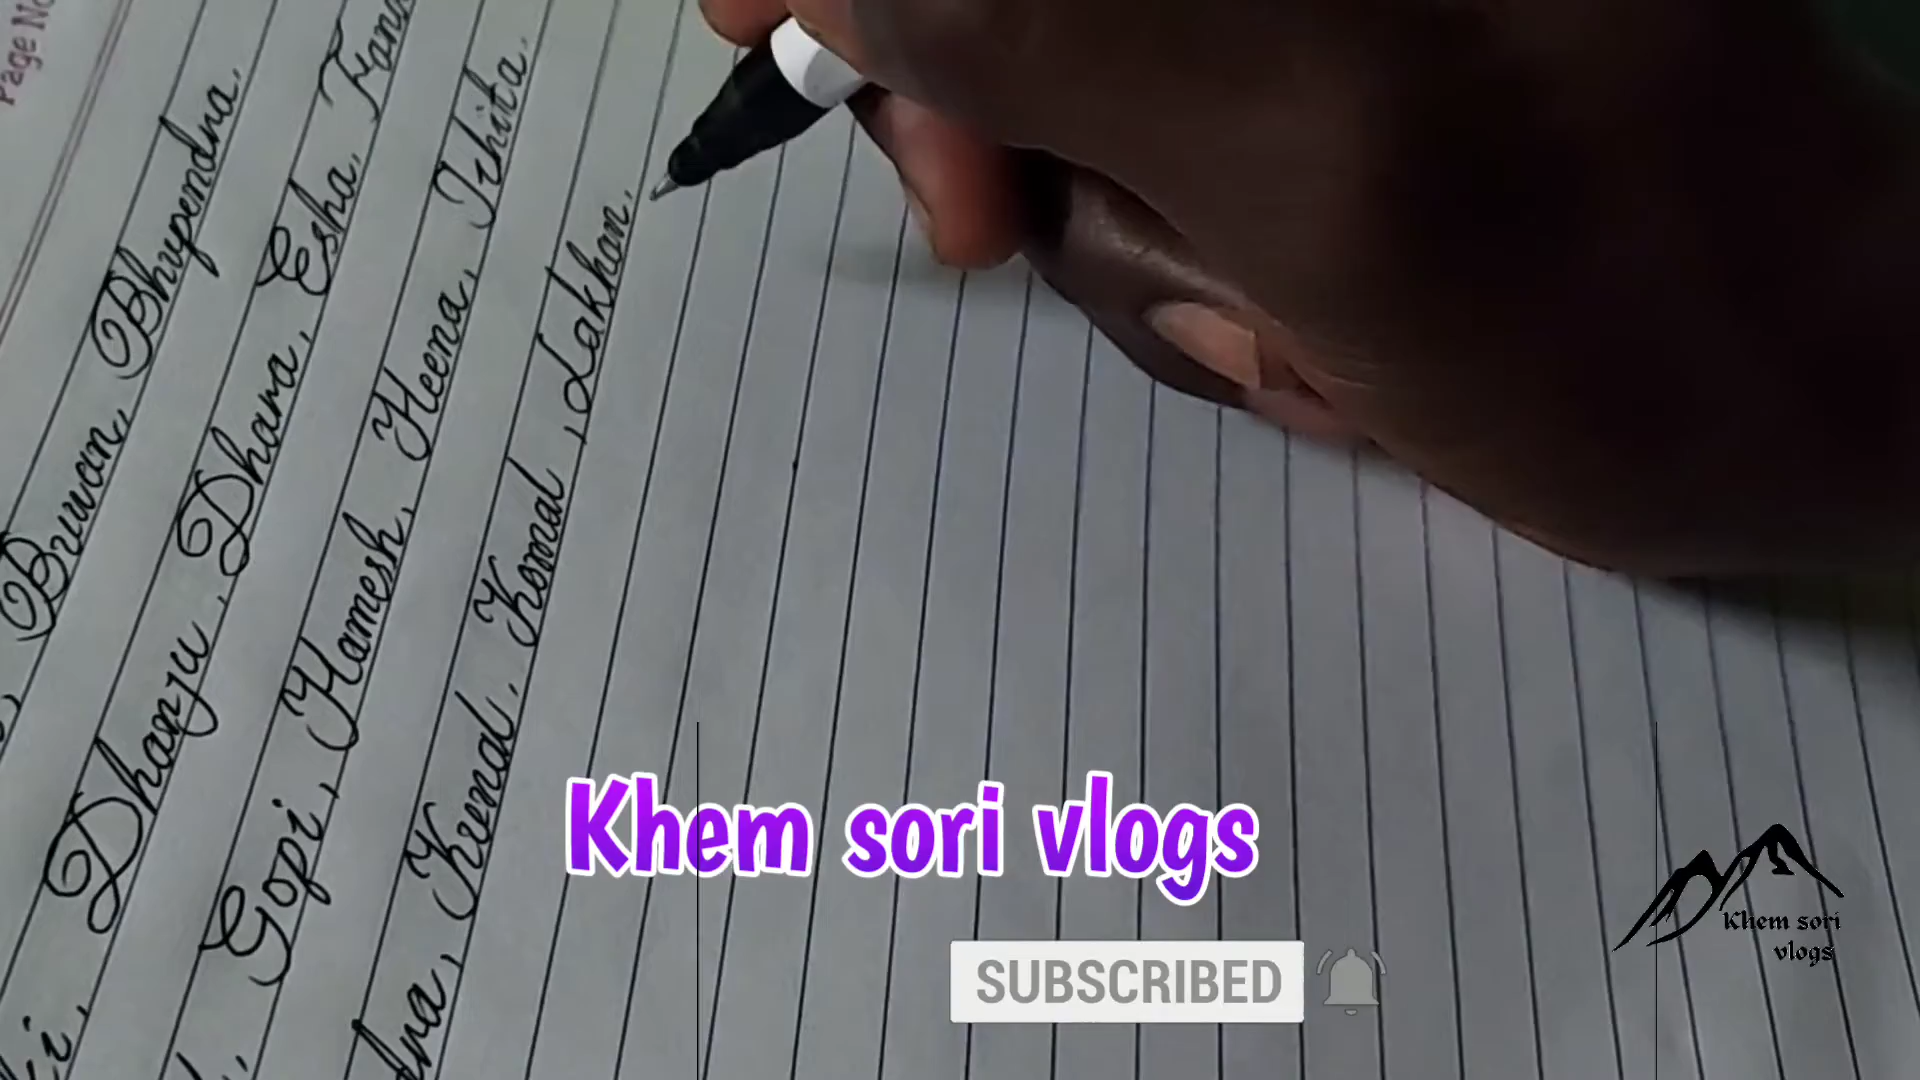 Page No
Buwan, Bhupendra.
Dhanju, Dhara, Esha,
Gopi, Hamesh, Heena, Ishita.
Kunal, Komal, Lakhan.
Khem sori vlogs
SUBSCRIBED
Khem sori
vlogs